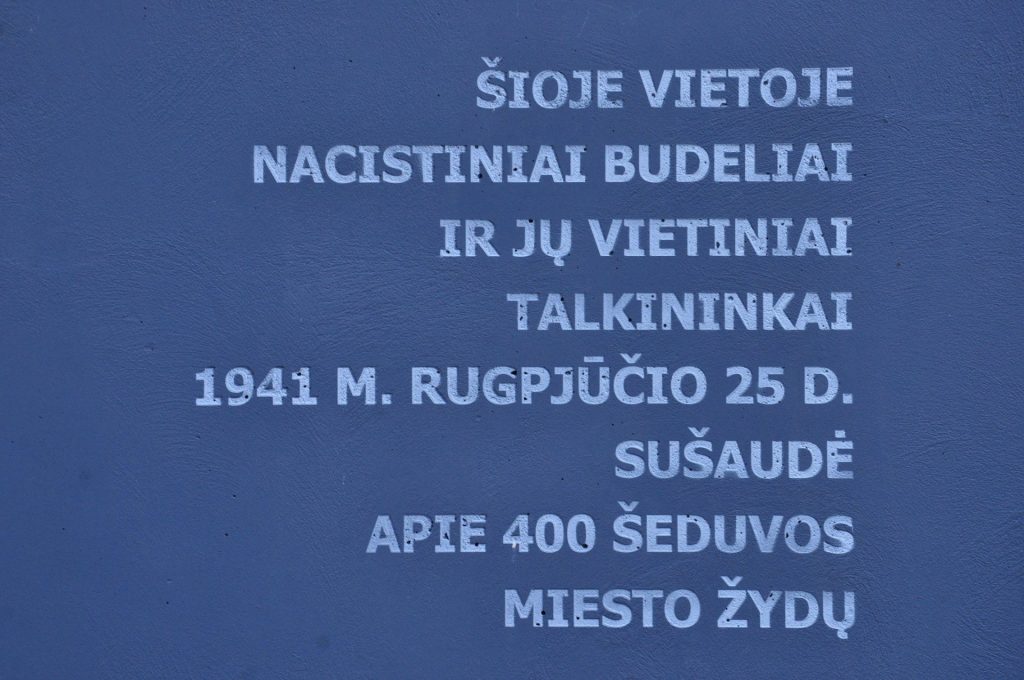 ŠIOJE VIETOJE
NACISTINIAI BUDELIAI
IR JŲ VIETINIAI
TALKININKAI
1941 M. RUGPJŪČIO 25 D.
SUŠAUDĖ
APIE 400 ŠEDUVOS
MIESTO ŽYDŲ